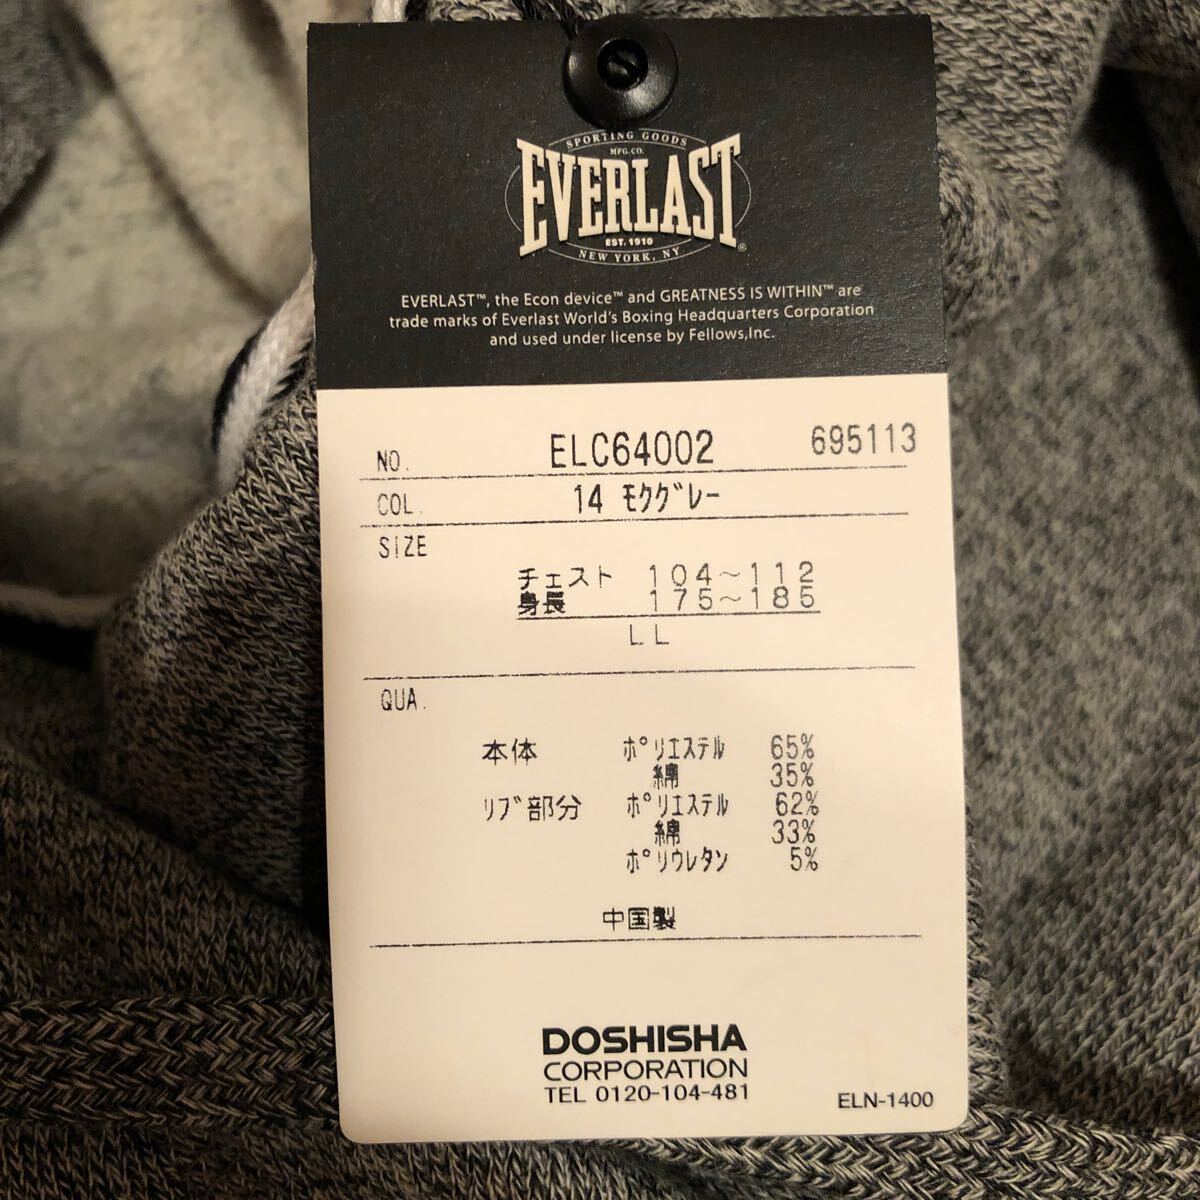 SPORTING GOODS
MFG. CO.
EVERLAST®
EST. 1910
NEW YORK, NY.
EVERLAST™, the Econ device™ and GREATNESS IS WITHIN™ are
trade marks of Everlast World's Boxing Headquarters Corporation
and used under license by Fellows,Inc.
NO. ELC64002 695113
COL. 14 モクグレー
SIZE
チェスト 104~112
身長 175~185
LL
QUA.
本体 ポリエステル 65%
綿 35%
リブ部分 ポリエステル 62%
綿 33%
ポリウレタン 5%
中国製
DOSHISHA
CORPORATION
TEL 0120-104-481
ELN-1400